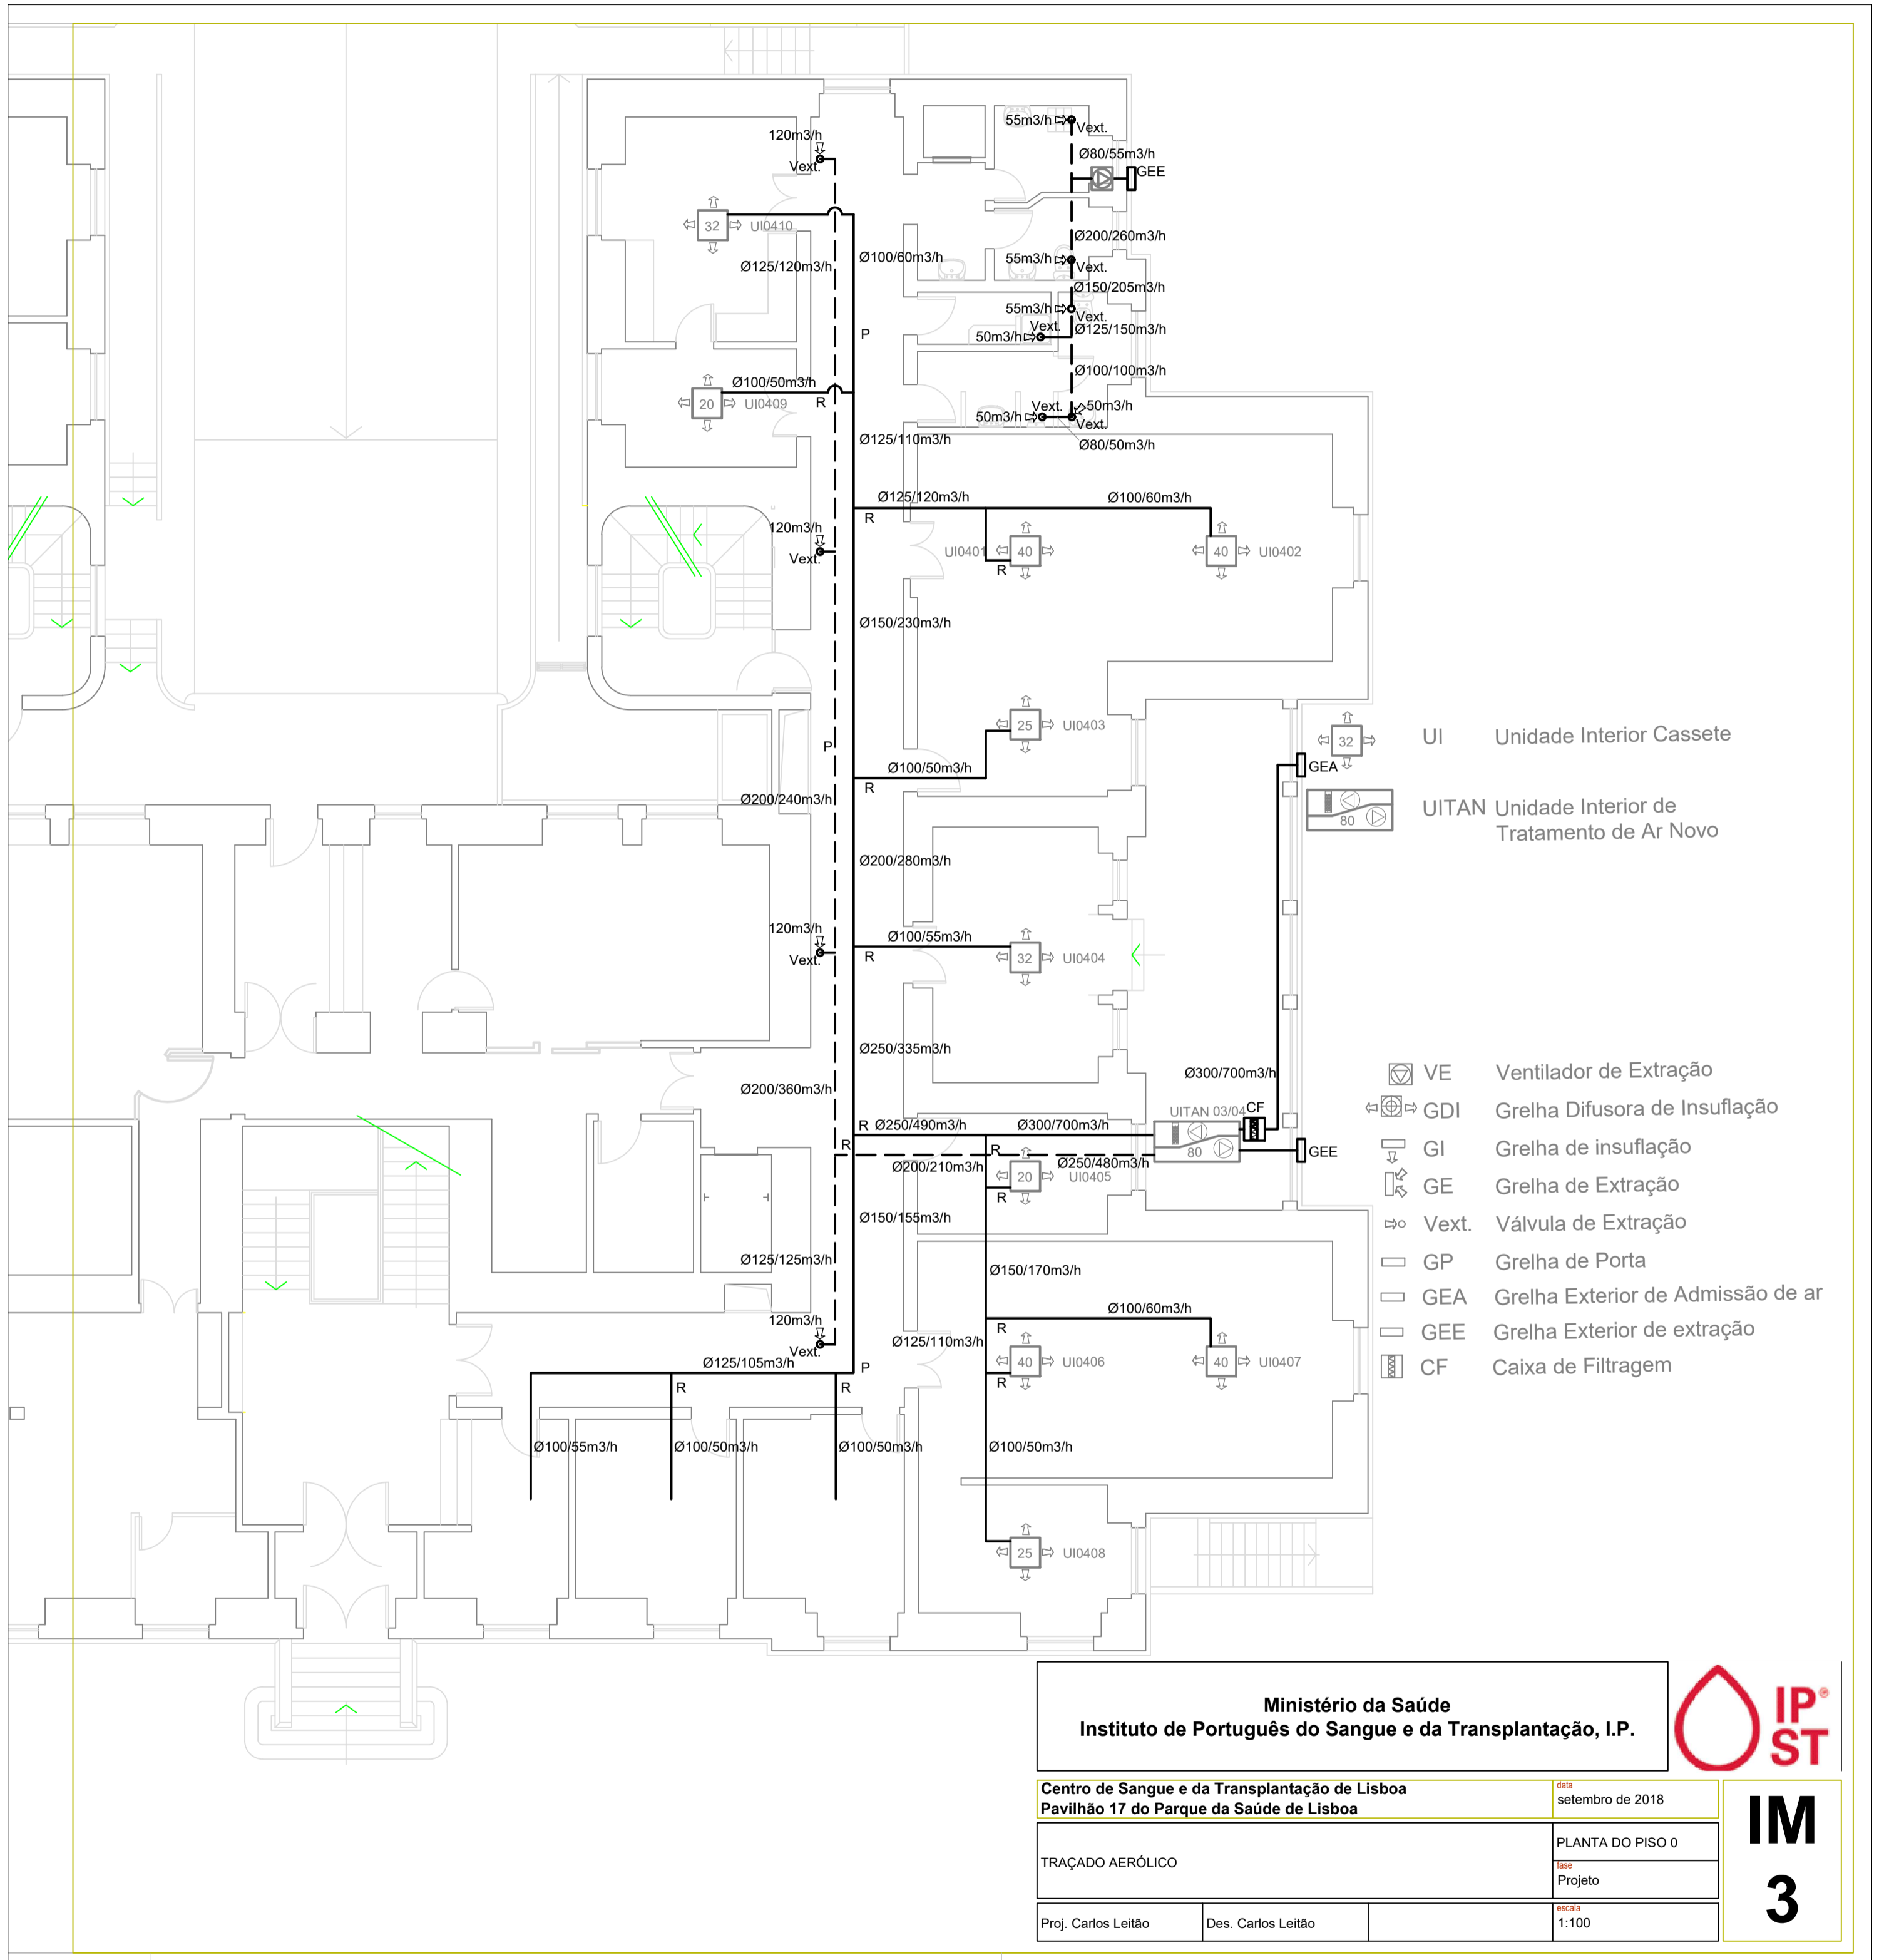 120m3/h
Vext.
55m3/h
Vext.
Ø80/55m3/h
GEE
32
UI0410
Ø125/120m3/h
Ø100/60m3/h
Ø200/260m3/h
55m3/h
Vext.
Ø150/205m3/h
55m3/h
Vext.
Vext.
Ø125/150m3/h
50m3/h
P
Ø100/100m3/h
Ø100/50m3/h
20
UI0409
R
Vext.
50m3/h
50m3/h
Vext.
Ø80/50m3/h
Ø125/110m3/h
Ø125/120m3/h
Ø100/60m3/h
R
120m3/h
Vext.
UI0401
40
R
40
UI0402
Ø150/230m3/h
25
UI0403
P
Ø100/50m3/h
R
Ø200/240m3/h
GEA
32
UI
Unidade Interior Cassete
80
UITAN
Unidade Interior de
Tratamento de Ar Novo
Ø200/280m3/h
120m3/h
Vext.
Ø100/55m3/h
R
32
UI0404
Ø250/335m3/h
Ø200/360m3/h
Ø300/700m3/h
UITAN 03/04
CF
80
GEE
R
Ø250/490m3/h
Ø300/700m3/h
R
R
Ø200/210m3/h
Ø250/480m3/h
20
UI0405
R
Ø150/155m3/h
Ø125/125m3/h
Ø150/170m3/h
120m3/h
Vext.
Ø125/110m3/h
Ø100/60m3/h
R
40
UI0406
R
40
UI0407
Ø125/105m3/h
P
R
R
Ø100/55m3/h
Ø100/50m3/h
Ø100/50m3/h
Ø100/50m3/h
25
UI0408
VE
Ventilador de Extração
GDI
Grelha Difusora de Insuflação
GI
Grelha de insuflação
GE
Grelha de Extração
Vext.
Válvula de Extração
GP
Grelha de Porta
GEA
Grelha Exterior de Admissão de ar
GEE
Grelha Exterior de extração
CF
Caixa de Filtragem
Ministério da Saúde
Instituto de Português do Sangue e da Transplantação, I.P.
IP®
ST
Centro de Sangue e da Transplantação de Lisboa
Pavilhão 17 do Parque da Saúde de Lisboa
data
setembro de 2018
TRAÇADO AERÓLICO
PLANTA DO PISO 0
fase
Projeto
Proj. Carlos Leitão
Des. Carlos Leitão
escala
1:100
IM
3